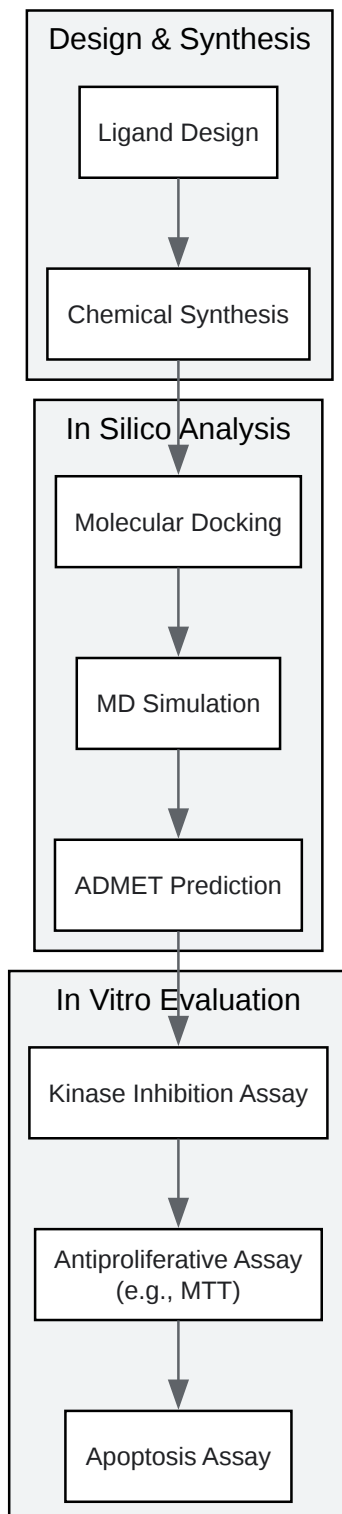 Design & Synthesis
Ligand Design
Chemical Synthesis
In Silico Analysis
Molecular Docking
MD Simulation
ADMET Prediction
In Vitro Evaluation
Kinase Inhibition Assay
Antiproliferative Assay
(e.g., MTT)
Apoptosis Assay